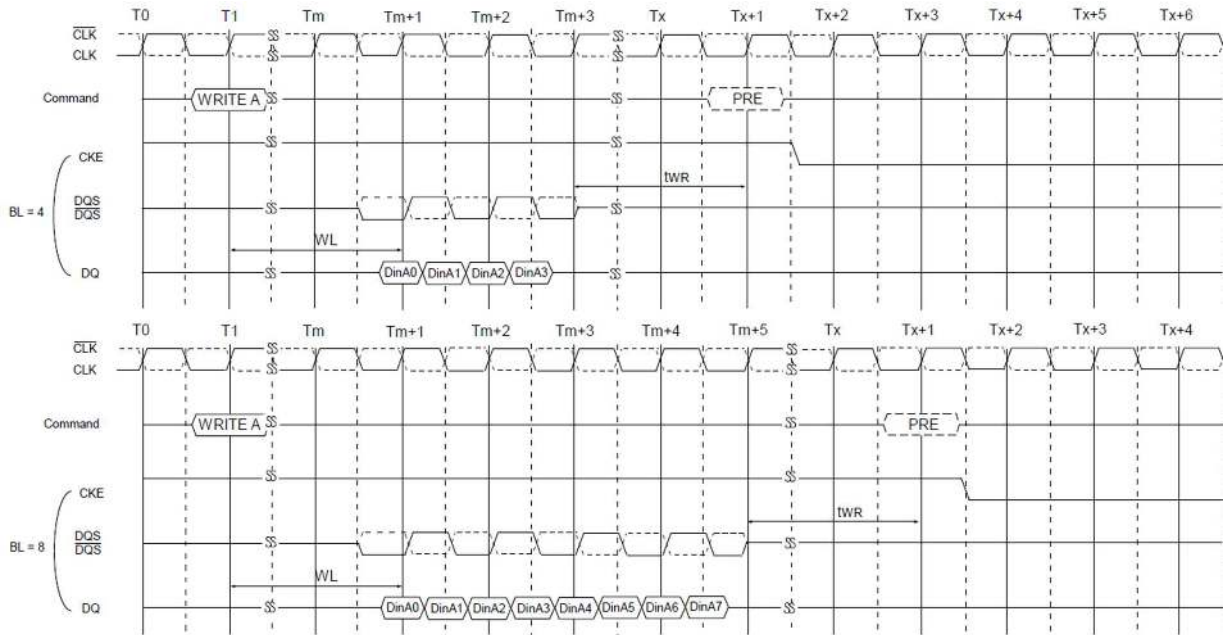 T0 T1 Tm Tm+1 Tm+2 Tm+3 Tx Tx+1 Tx+2 Tx+3 Tx+4 Tx+5 Tx+6
CLK
CLK
Command WRITE A PRE
CKE
tWR
DQS
DQS
BL = 4
WL
DQ DinA0 DinA1 DinA2 DinA3
T0 T1 Tm Tm+1 Tm+2 Tm+3 Tm+4 Tm+5 Tx Tx+1 Tx+2 Tx+3 Tx+4
CLK
CLK
Command WRITE A PRE
CKE
tWR
DQS
DQS
BL = 8
WL
DQ DinA0 DinA1 DinA2 DinA3 DinA4 DinA5 DinA6 DinA7